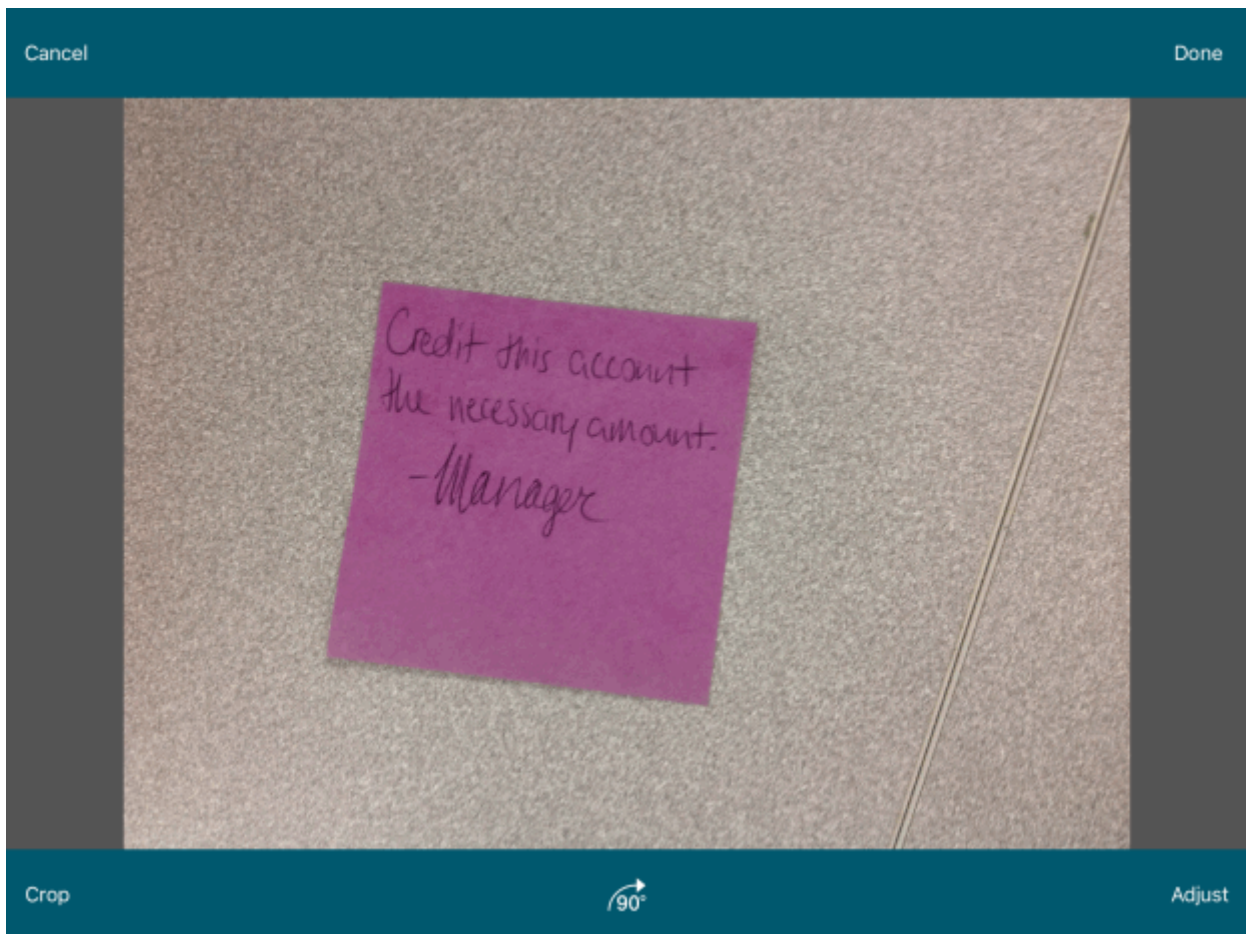 Cancel
Done
Credit this account
the necessary amount.
-Manager
Crop
90°
Adjust